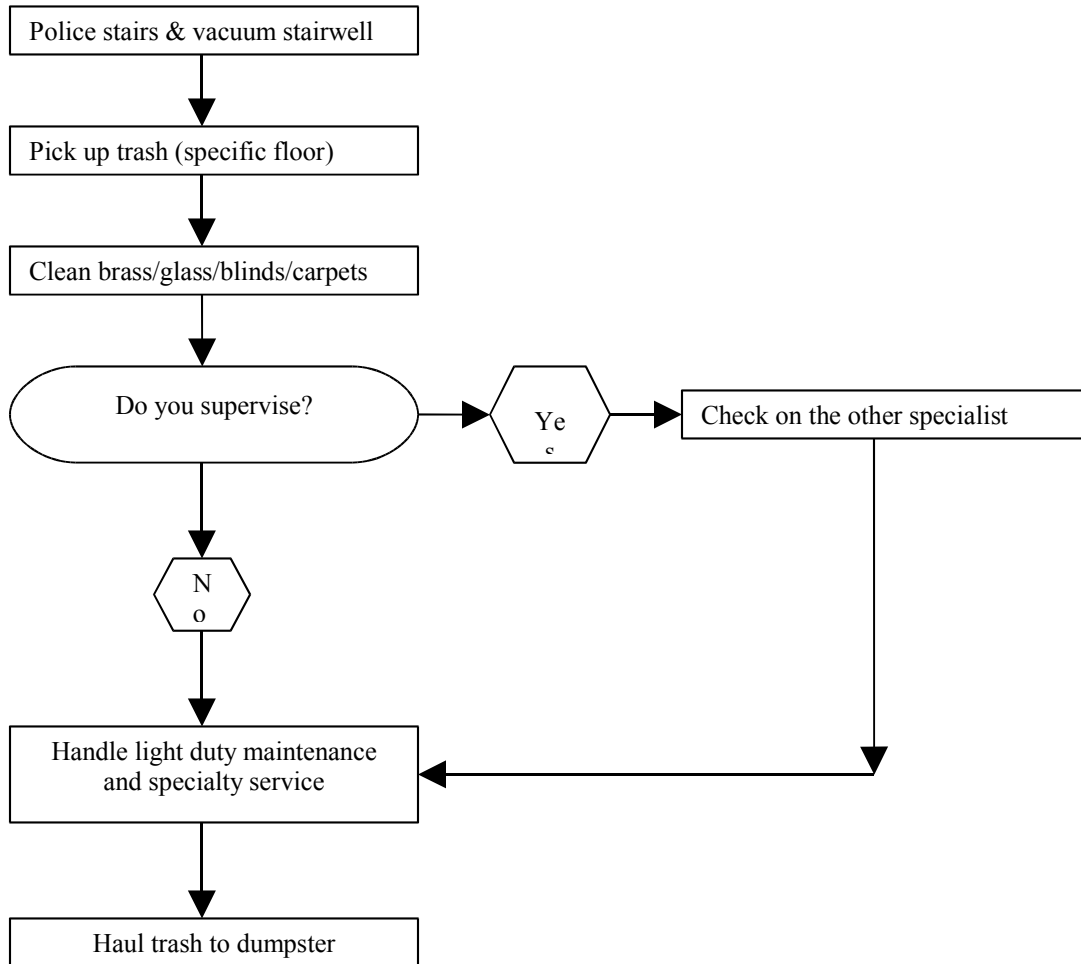 Police stairs & vacuum stairwell
Pick up trash (specific floor)
Clean brass/glass/blinds/carpets
Do you supervise?
Ye
s
Check on the other specialist
N
o
Handle light duty maintenance
and specialty service
Haul trash to dumpster